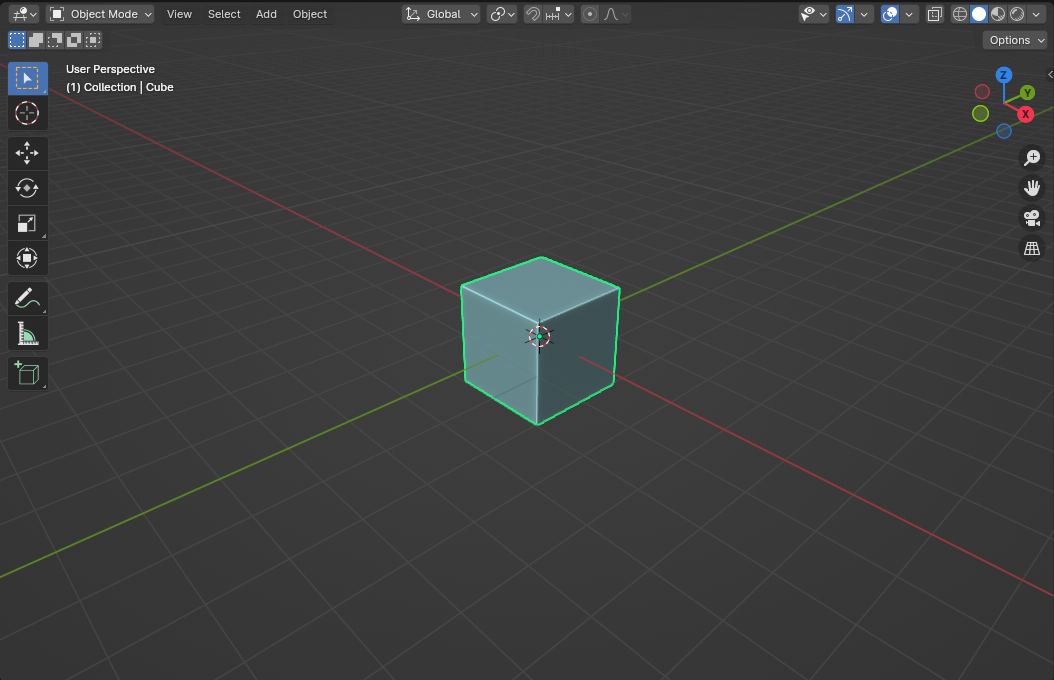 Object Mode View Select Add Object Global
Options
User Perspective
(1) Collection | Cube
Z
Y
X